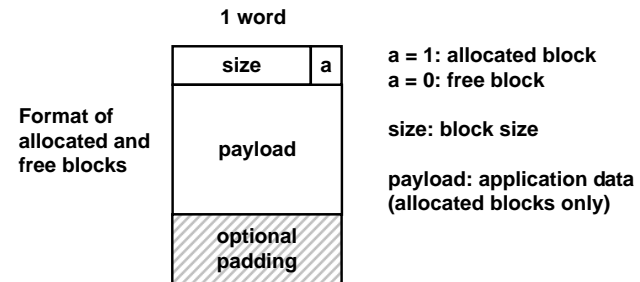 1 word
size a
a = 1: allocated block
a = 0: free block
Format of
allocated and
free blocks
payload
size: block size
payload: application data
(allocated blocks only)
optional
padding